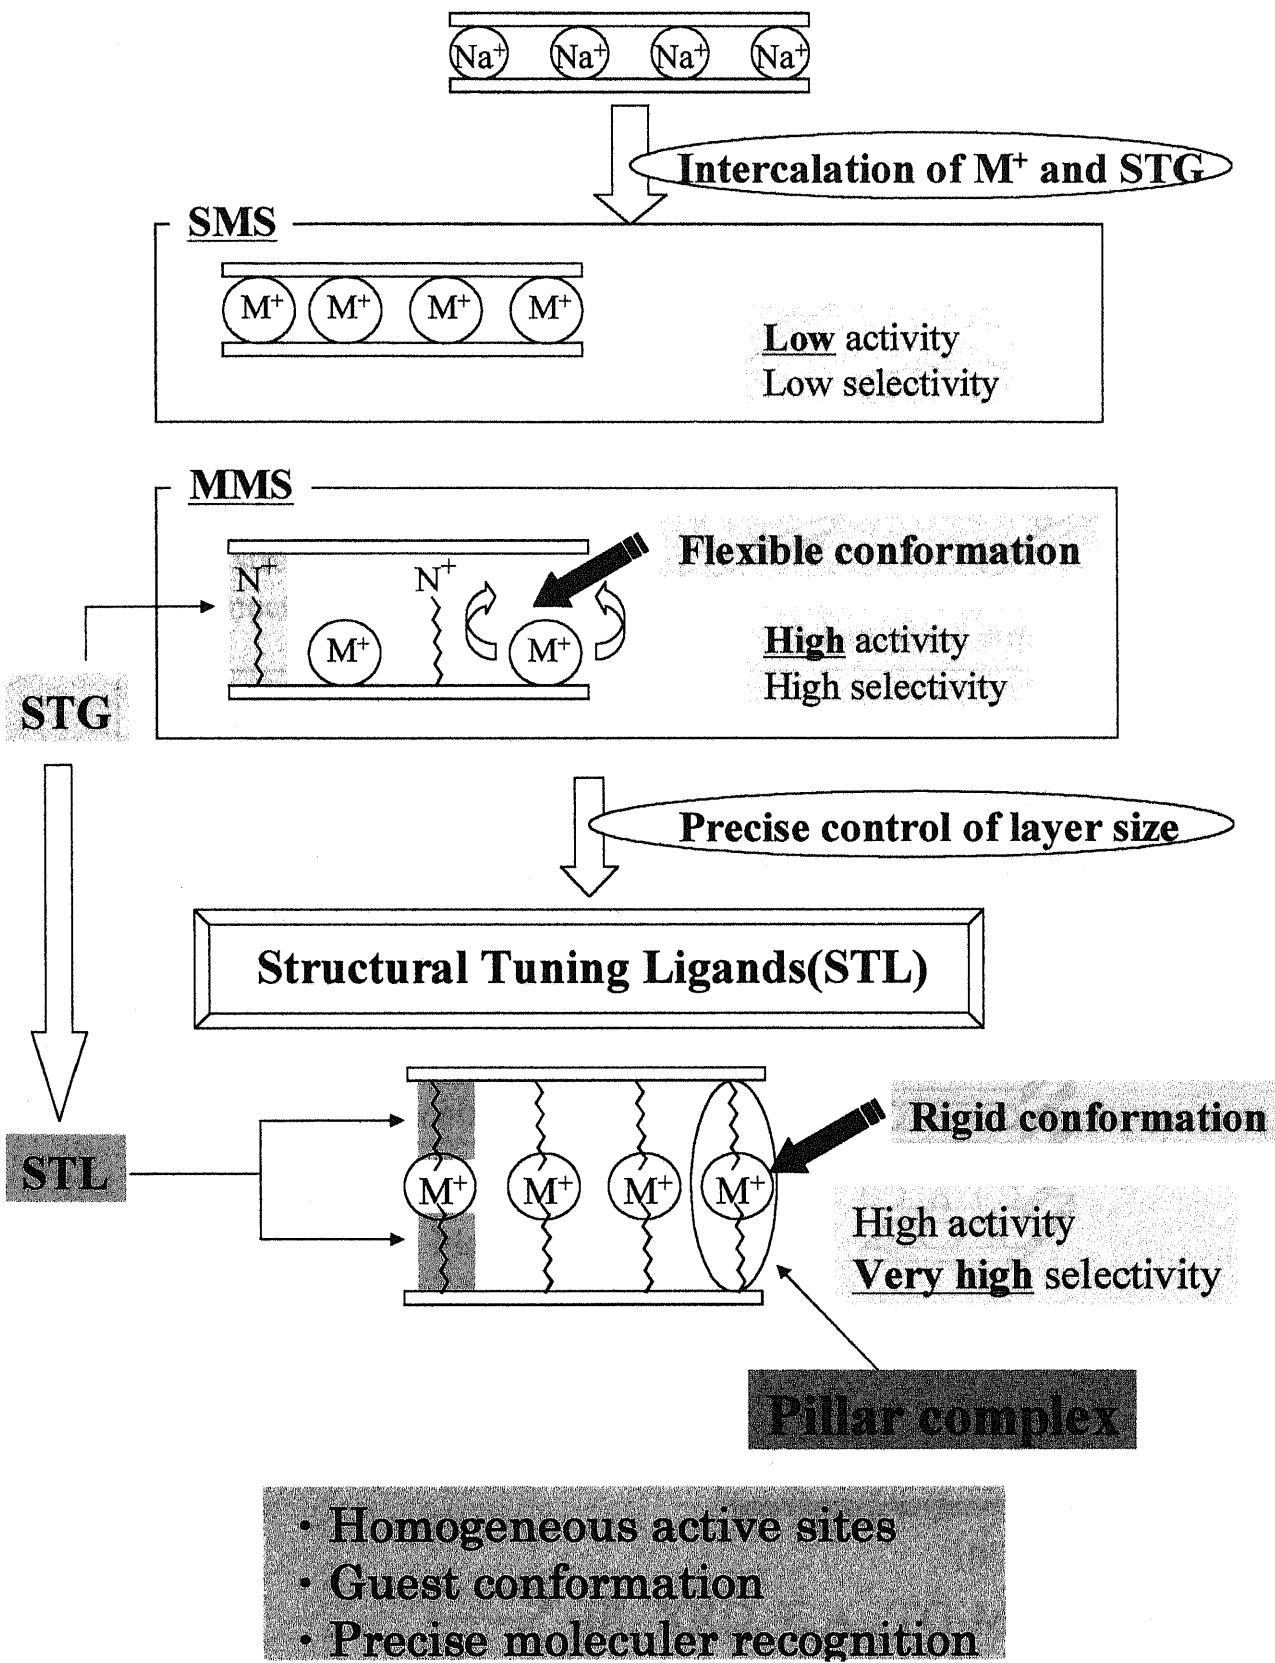 Na⁺ Na⁺ Na⁺ Na⁺
Intercalation of M⁺ and STG
SMS
M⁺ M⁺ M⁺ M⁺
Low activity
Low selectivity
MMS
Flexible conformation
N⁺ N⁺
M⁺ M⁺
High activity
High selectivity
STG
Precise control of layer size
Structural Tuning Ligands(STL)
Rigid conformation
STL
M⁺ M⁺ M⁺ M⁺
High activity
Very high selectivity
Pillar complex
· Homogeneous active sites
· Guest conformation
· Precise moleculer recognition